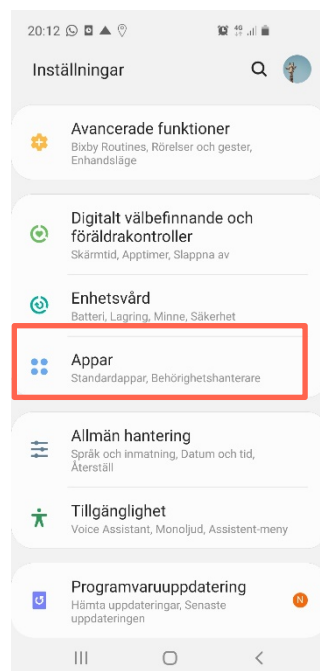 20:12 4G
Inställningar
Avancerade funktioner
Bixby Routines, Rörelser och gester,
Enhandsläge
Digitalt välbefinnande och
föräldrakontroller
Skärmtid, Apptimer, Slappna av
Enhetsvård
Batteri, Lagring, Minne, Säkerhet
Appar
Standardappar, Behörighetshanterare
Allmän hantering
Språk och inmatning, Datum och tid,
Återställ
Tillgänglighet
Voice Assistant, Monoljud, Assistent-meny
Programvaruuppdatering
N
Hämta uppdateringar, Senaste
uppdateringen